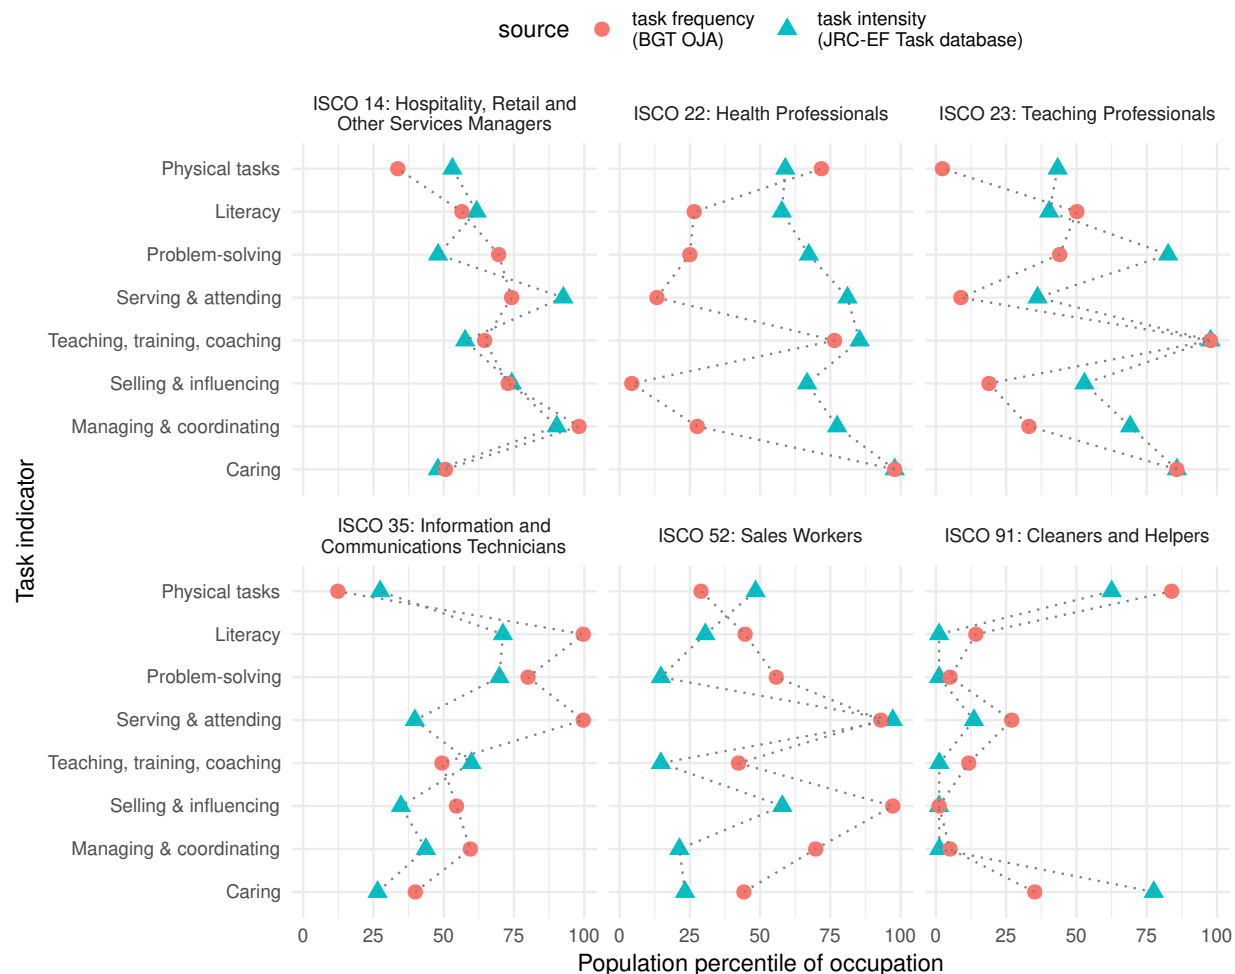 source
task frequency
(BGT OJA)
task intensity
(JRC-EF Task database)
ISCO 14: Hospitality, Retail and
Other Services Managers
ISCO 22: Health Professionals
ISCO 23: Teaching Professionals
Physical tasks
Literacy
Problem-solving
Serving & attending
Teaching, training, coaching
Selling & influencing
Managing & coordinating
Caring
Task indicator
ISCO 35: Information and
Communications Technicians
ISCO 52: Sales Workers
ISCO 91: Cleaners and Helpers
Physical tasks
Literacy
Problem-solving
Serving & attending
Teaching, training, coaching
Selling & influencing
Managing & coordinating
Caring
0 25 50 75 100
0 25 50 75 100
0 25 50 75 100
Population percentile of occupation